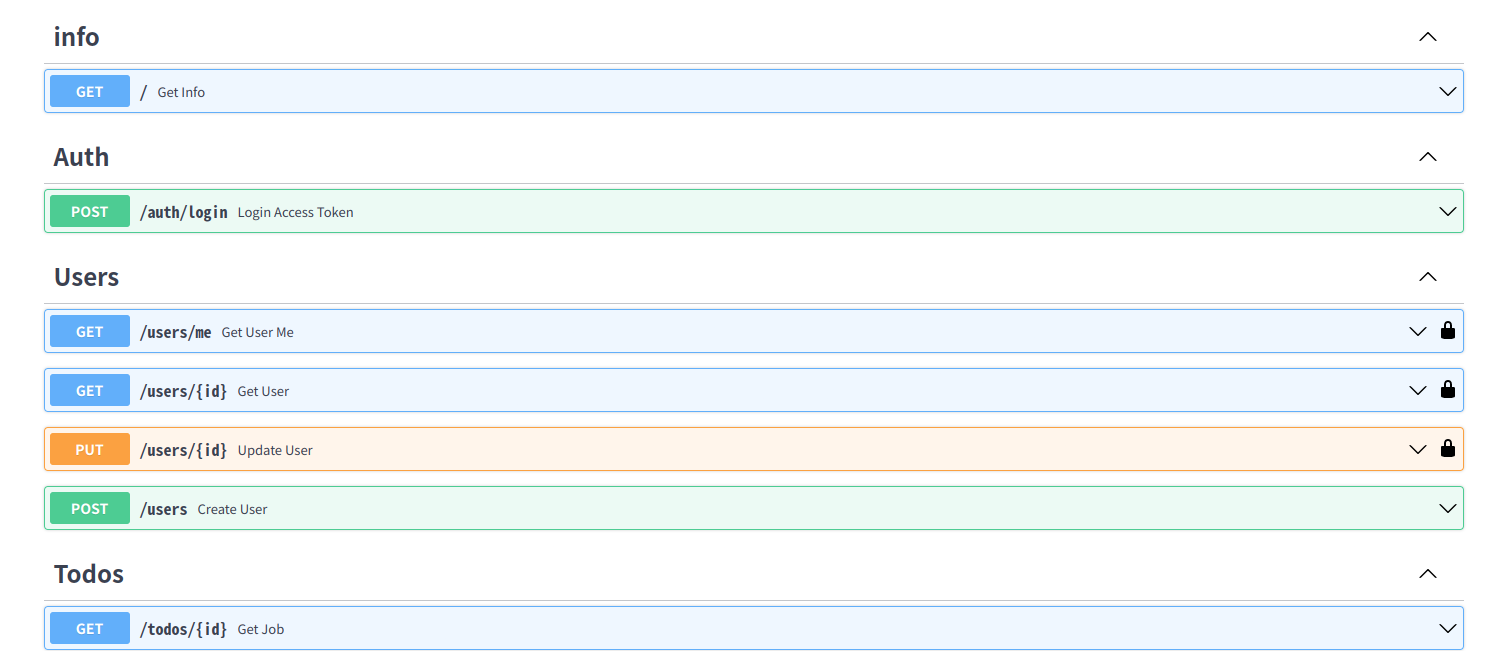 info
GET / Get Info
Auth
POST /auth/login Login Access Token
Users
GET /users/me Get User Me
GET /users/{id} Get User
PUT /users/{id} Update User
POST /users Create User
Todos
GET /todos/{id} Get Job